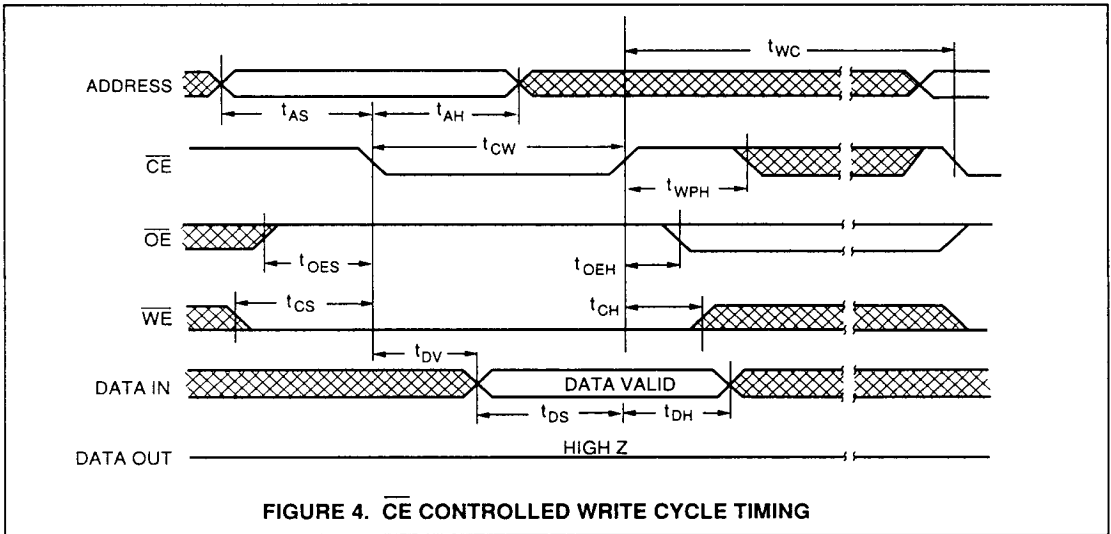 tWC
ADDRESS
tAS
tAH
tCW
CE
tWPH
OE
tOES
tOEH
tCS
tCH
WE
tDV
DATA IN
DATA VALID
tDS
tDH
HIGH Z
DATA OUT
FIGURE 4. CE CONTROLLED WRITE CYCLE TIMING